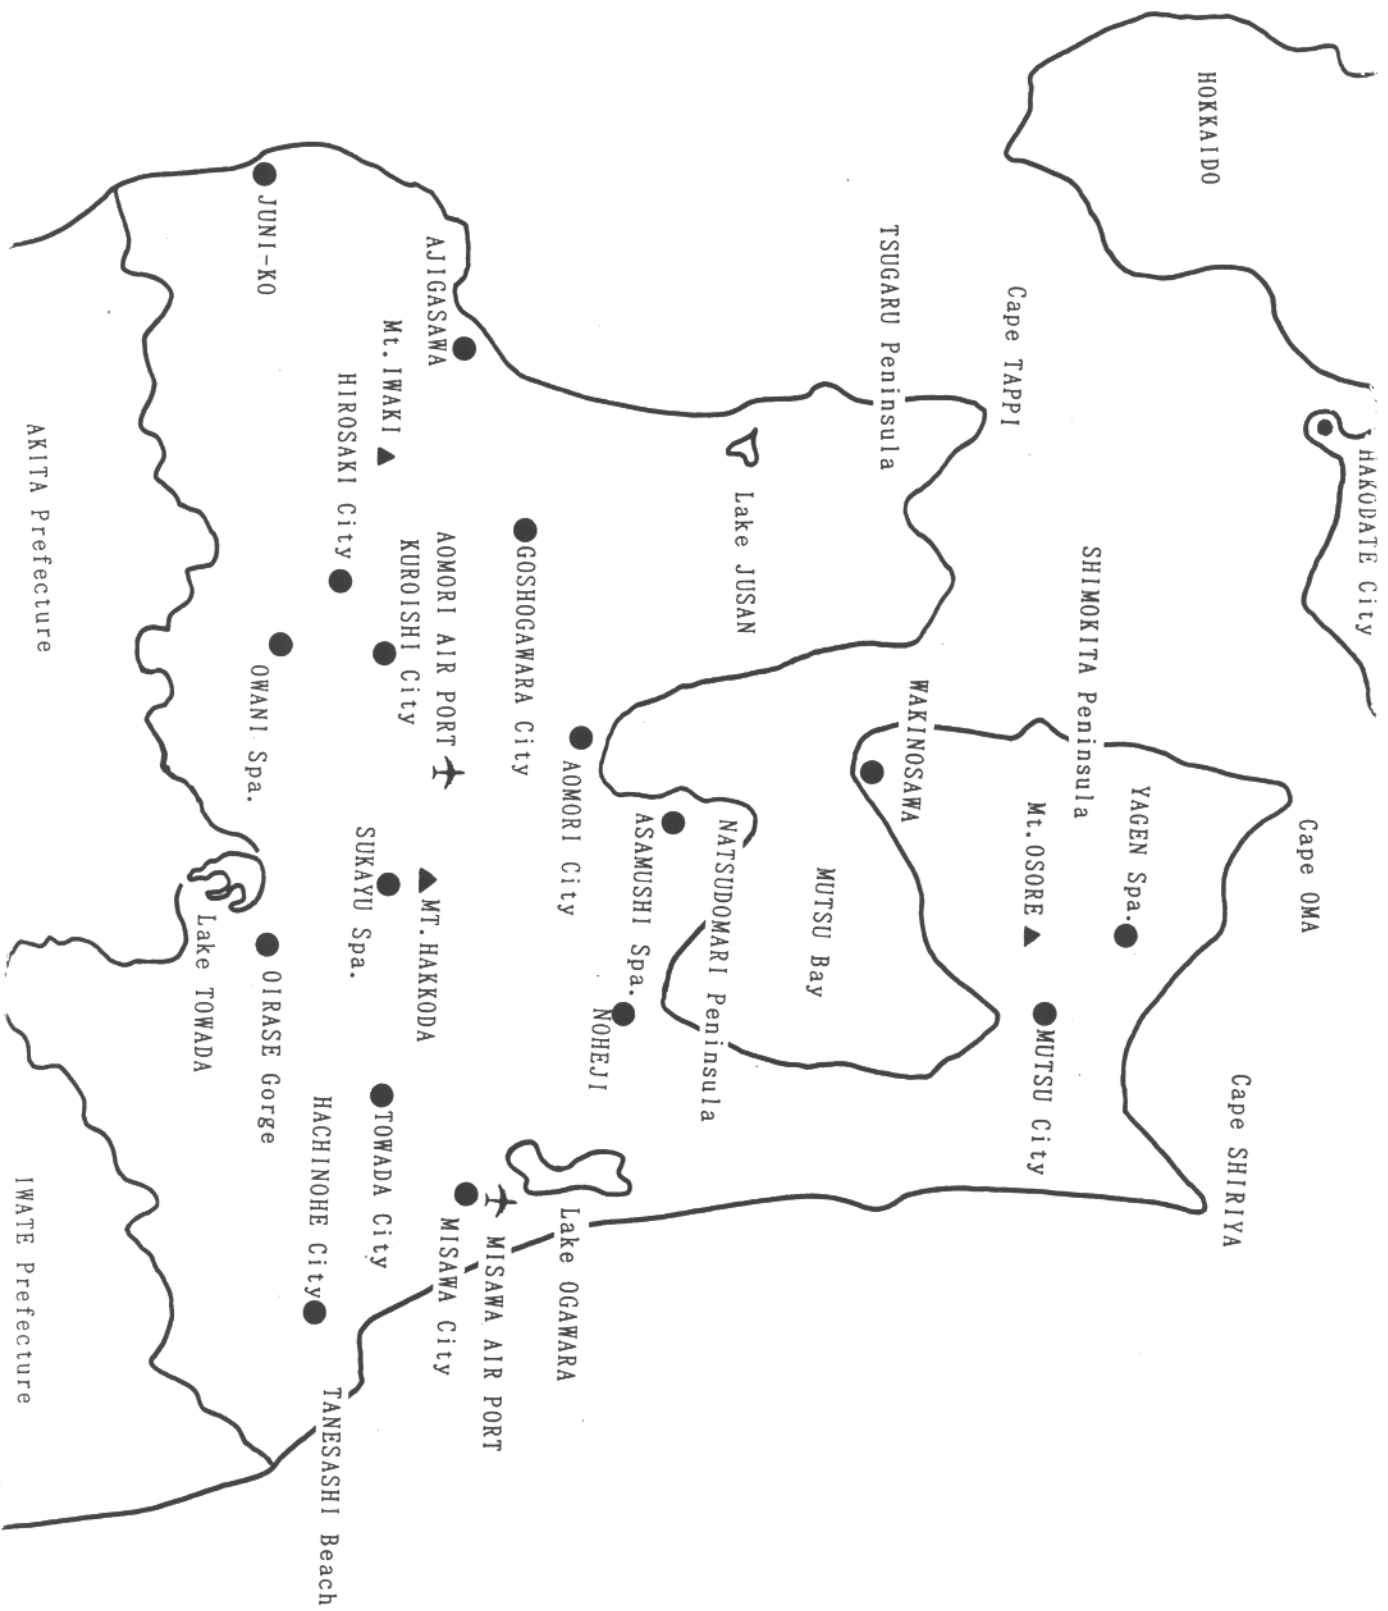 HOKKAIDO
HAKODATE City
Cape TAPPI
Cape OMA
Cape SHIRIYA
TSUGARU Peninsula
SHIMOKITA Peninsula
YAGEN Spa.
Mt.OSORE
MUTSU City
WAKINOSAWA
MUTSU Bay
Lake JUSAN
NATSUDOMARI Peninsula
ASAMUSHI Spa.
NOHEJI
AOMORI City
Lake OGAWARA
GOSHOGAWARA City
MISAWA AIR PORT
AJIGASAWA
AOMORI AIR PORT
MISAWA City
Mt.IWAKI
KUROISHI City
MT.HAKKODA
TOWADA City
HIROSAKI City
SUKAYU Spa.
HACHINOHE City
TANESASHI Beach
JUNI-KO
OWANI Spa.
OIRASE Gorge
Lake TOWADA
AKITA Prefecture
IWATE Prefecture